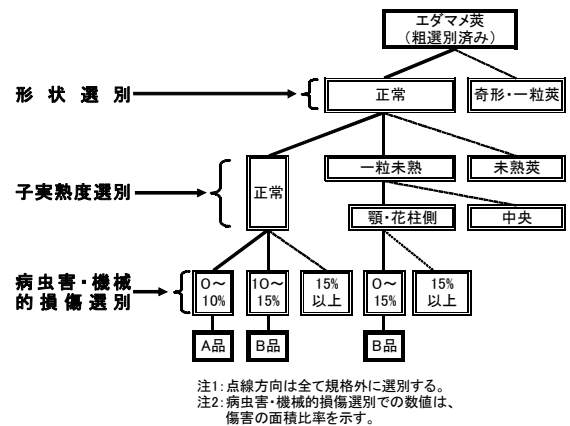 エダマメ莢
(粗選別済み)
形状選別
正常
奇形・一粒莢
子実熟度選別
正常
一粒未熟
未熟莢
顎・花柱側
中央
病虫害・機械
的損傷選別
0～
10%
10～
15%
15%
以上
0～
15%
15%
以上
A品
B品
B品
注1:点線方向は全て規格外に選別する。
注2:病虫害・機械的損傷選別での数値は、
傷害の面積比率を示す。